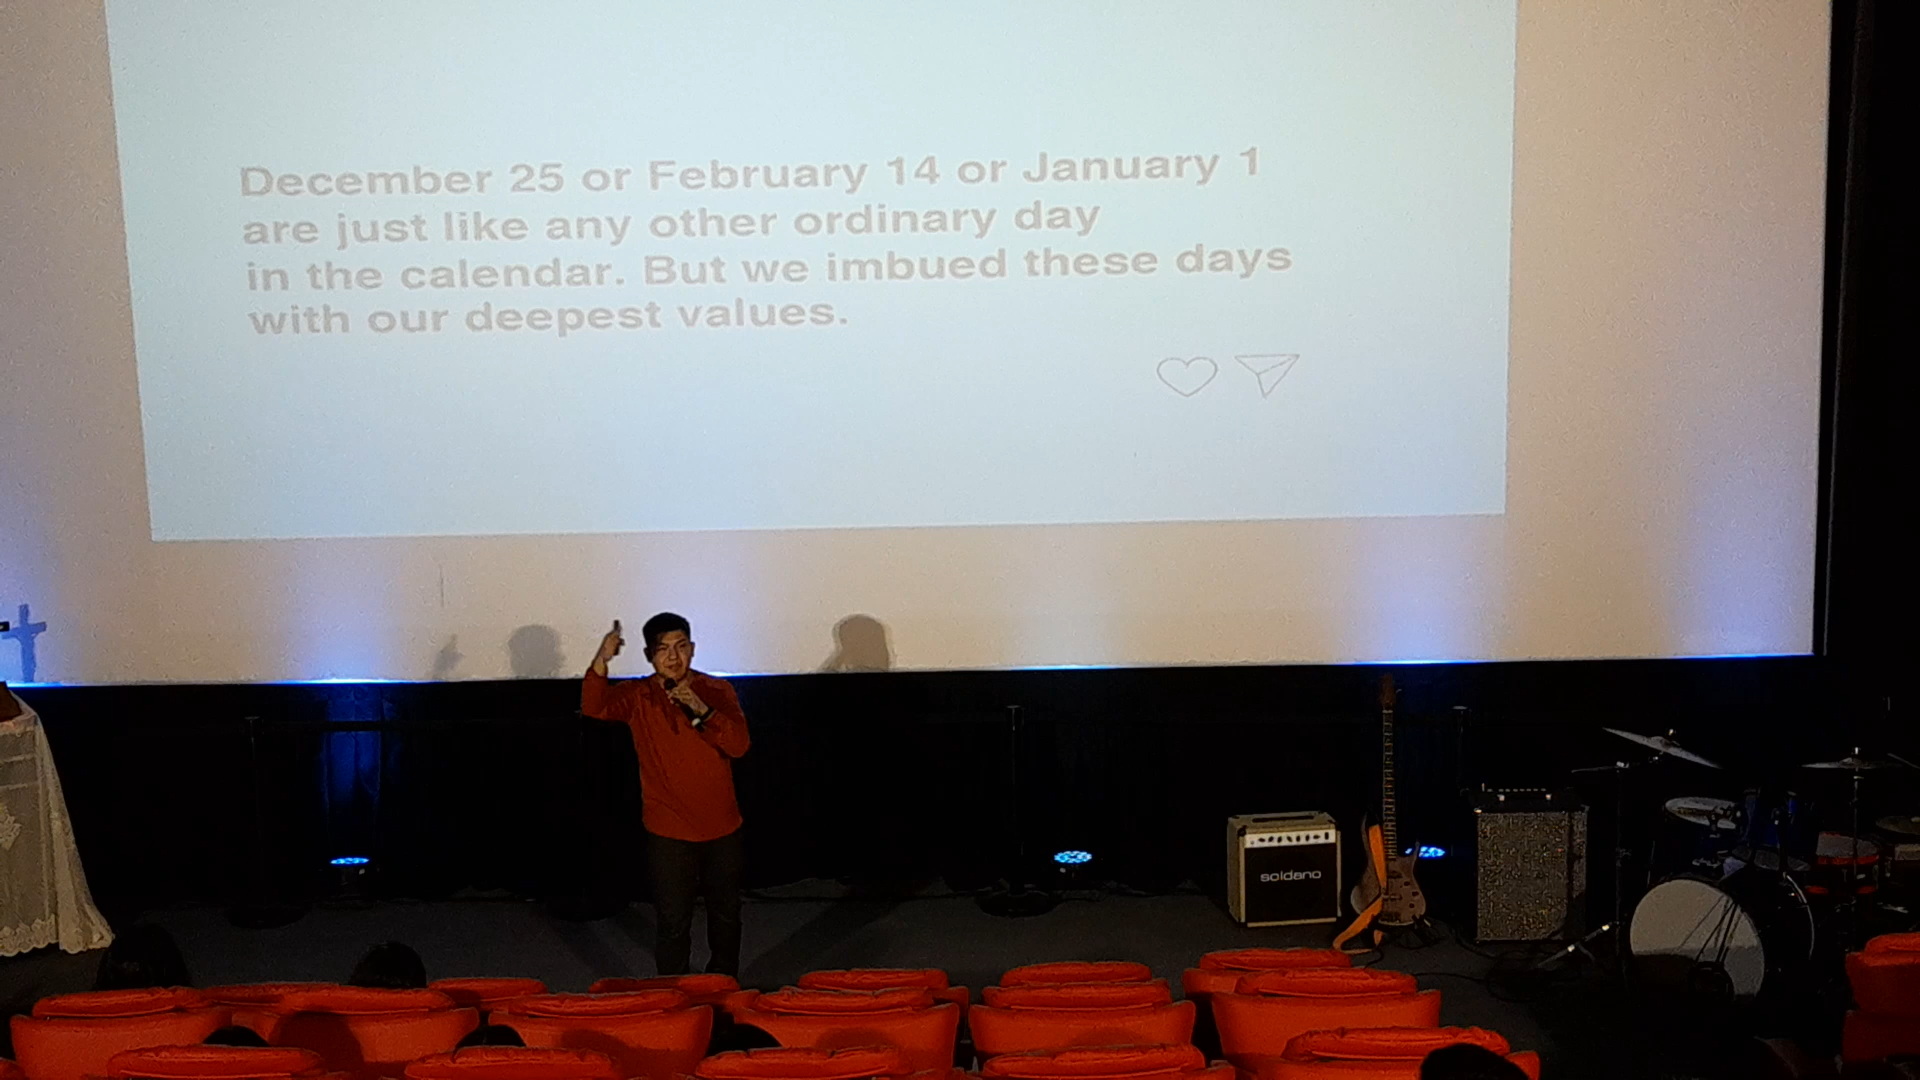 December 25 or February 14 or January 1
are just like any other ordinary day
in the calendar. But we imbued these days
with our deepest values.
soldano